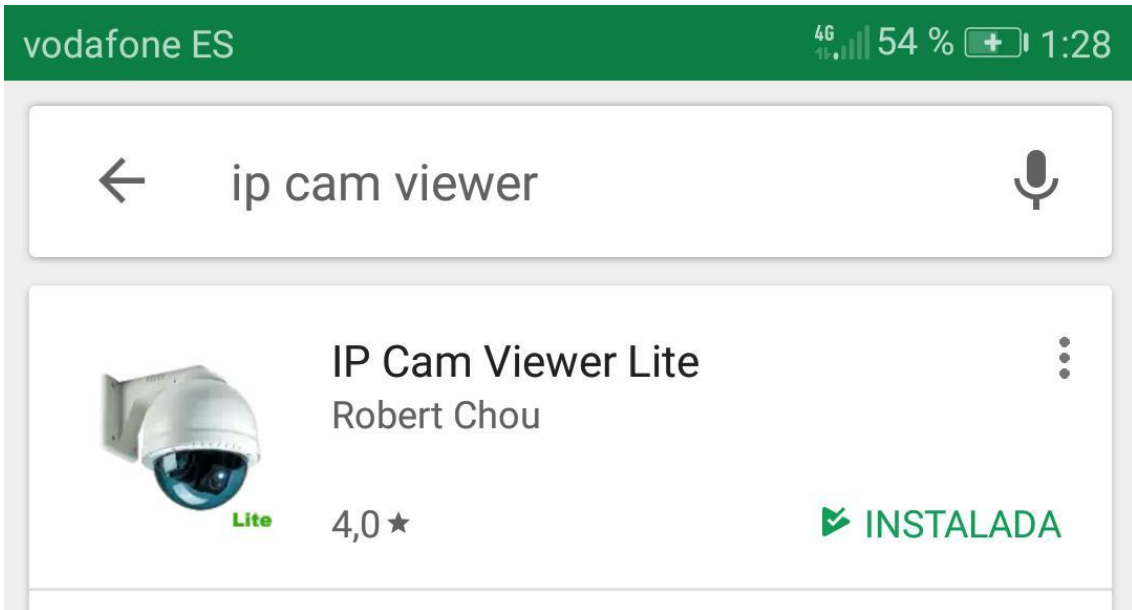 vodafone ES 4G 54 % 1:28
ip cam viewer
IP Cam Viewer Lite
Robert Chou
Lite
4,0 ★ INSTALADA